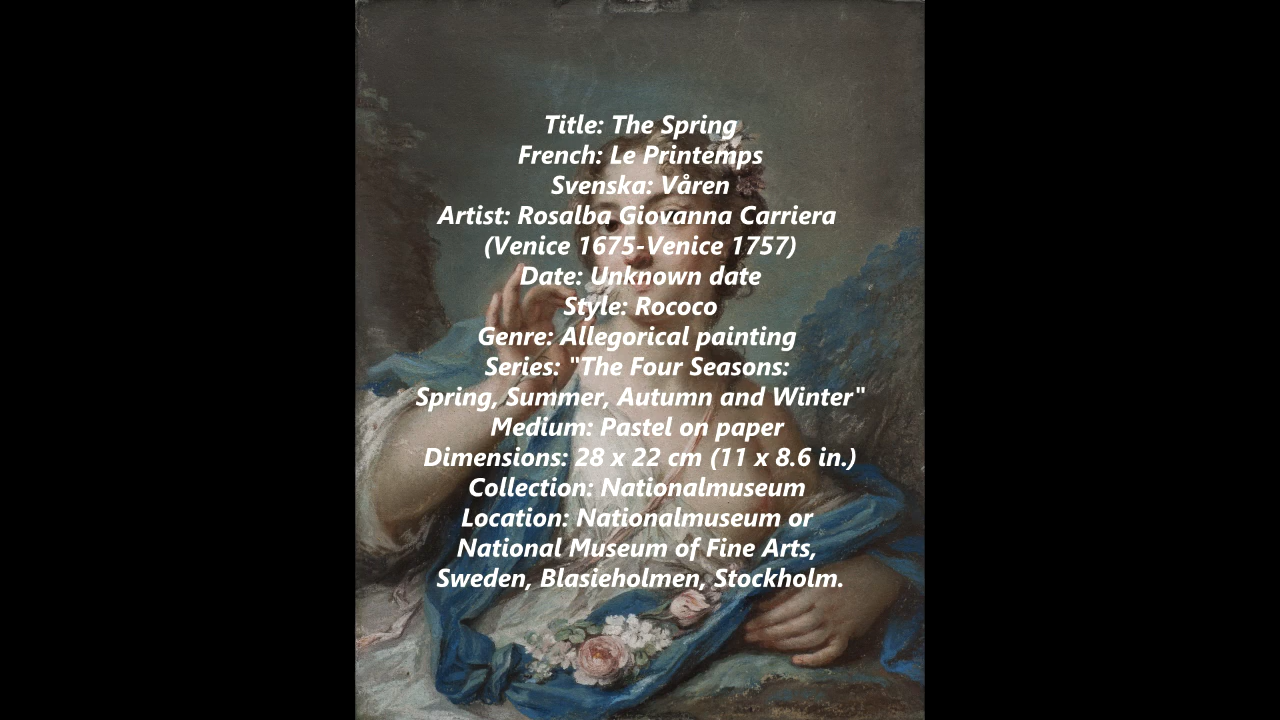 Title: The Spring
French: Le Printemps
Svenska: Våren
Artist: Rosalba Giovanna Carriera
(Venice 1675-Venice 1757)
Date: Unknown date
Style: Rococo
Genre: Allegorical painting
Series: "The Four Seasons:
Spring, Summer, Autumn and Winter"
Medium: Pastel on paper
Dimensions: 28 x 22 cm (11 x 8.6 in.)
Collection: Nationalmuseum
Location: Nationalmuseum or
National Museum of Fine Arts,
Sweden, Blasieholmen, Stockholm.